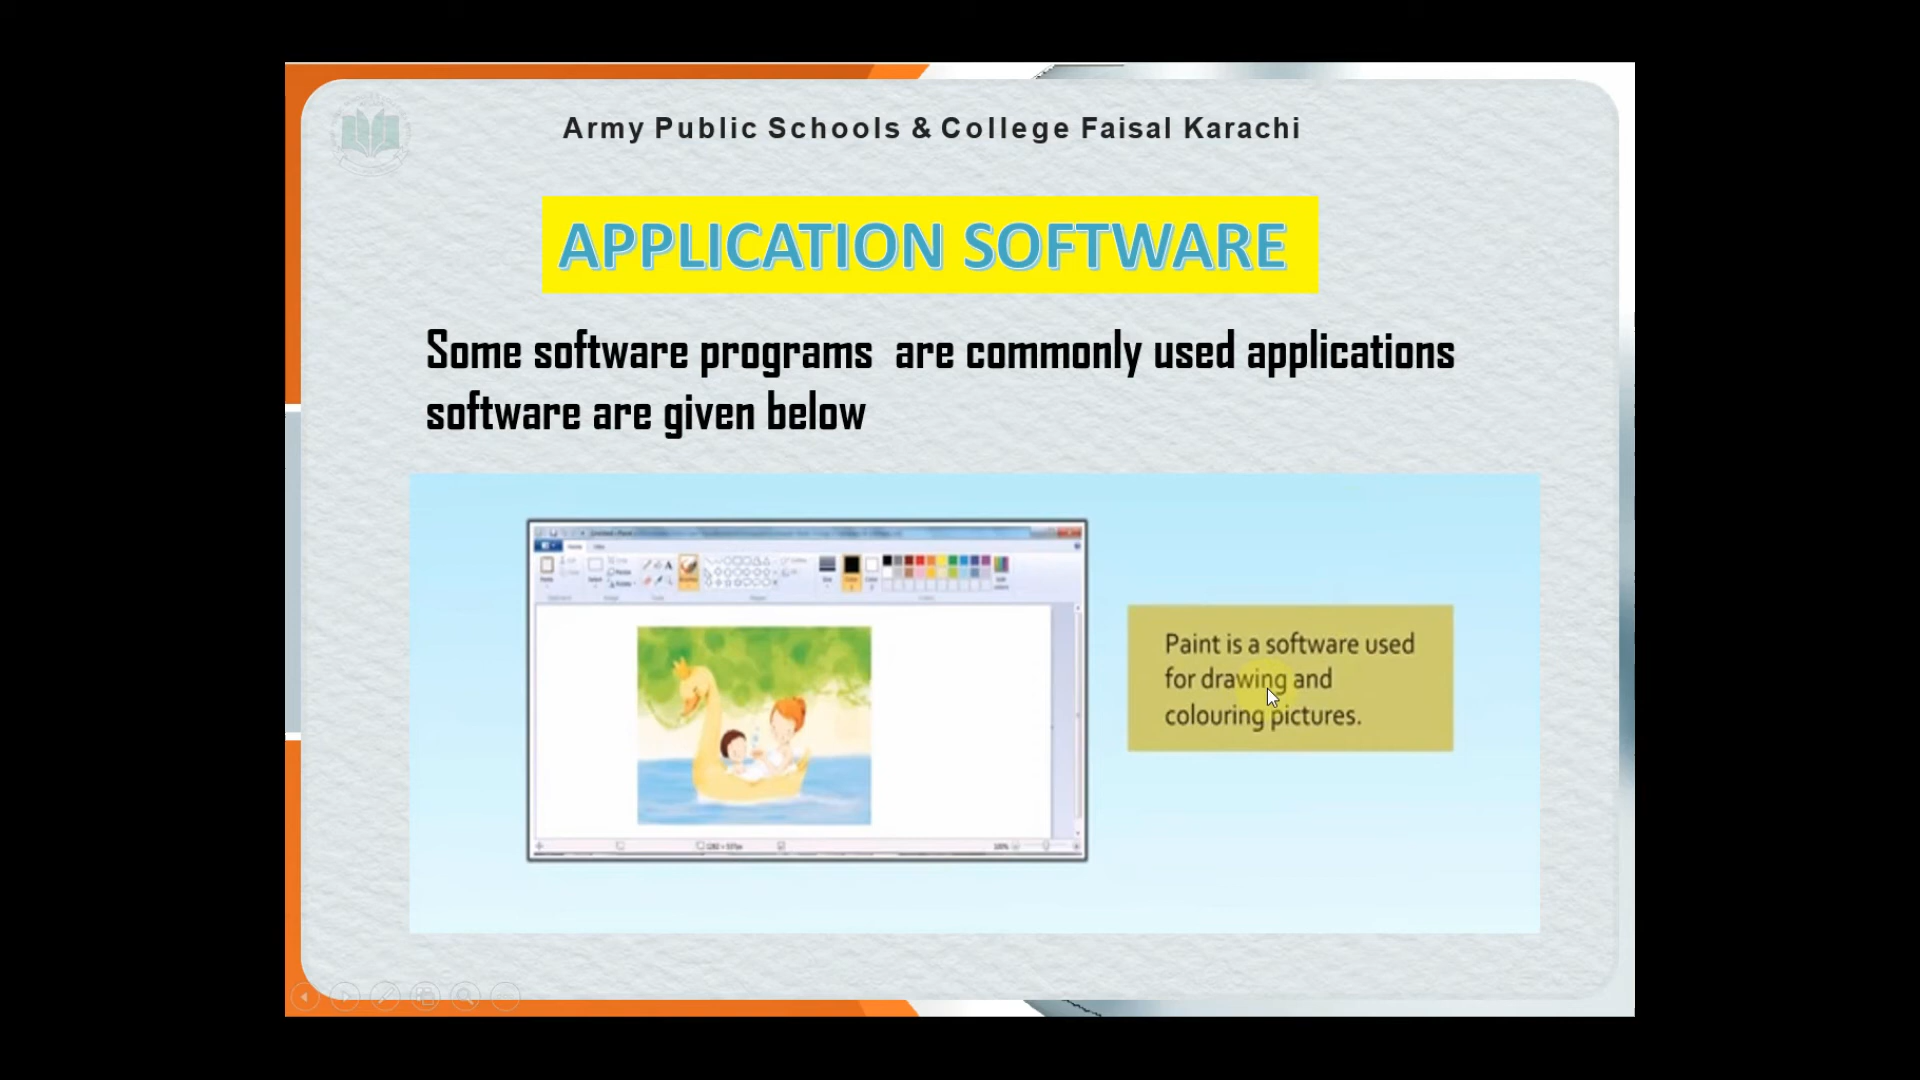 Army Public Schools & College Faisal Karachi
APPLICATION SOFTWARE
Some software programs are commonly used applications
software are given below
Paint is a software used
for drawing and
colouring pictures.